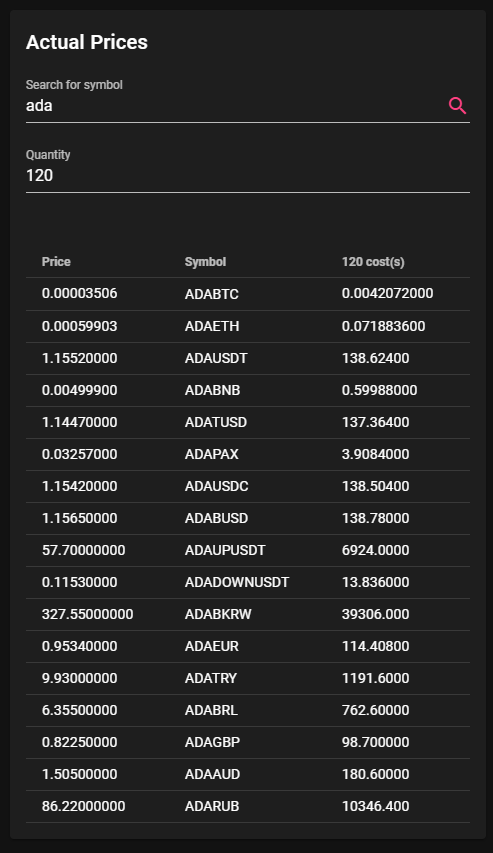 Actual Prices
Search for symbol
ada
Quantity
120
Price Symbol 120 cost(s)
0.00003506 ADABTC 0.0042072000
0.00059903 ADAETH 0.071883600
1.15520000 ADAUSDT 138.62400
0.00499900 ADABNB 0.59988000
1.14470000 ADATUSD 137.36400
0.03257000 ADAPAX 3.9084000
1.15420000 ADAUSDC 138.50400
1.15650000 ADABUSD 138.78000
57.70000000 ADAUPUSDT 6924.0000
0.11530000 ADADOWNUSDT 13.836000
327.55000000 ADABKRW 39306.000
0.95340000 ADAEUR 114.40800
9.93000000 ADATRY 1191.6000
6.35500000 ADABRL 762.60000
0.82250000 ADAGBP 98.700000
1.50500000 ADAAUD 180.60000
86.22000000 ADARUB 10346.400